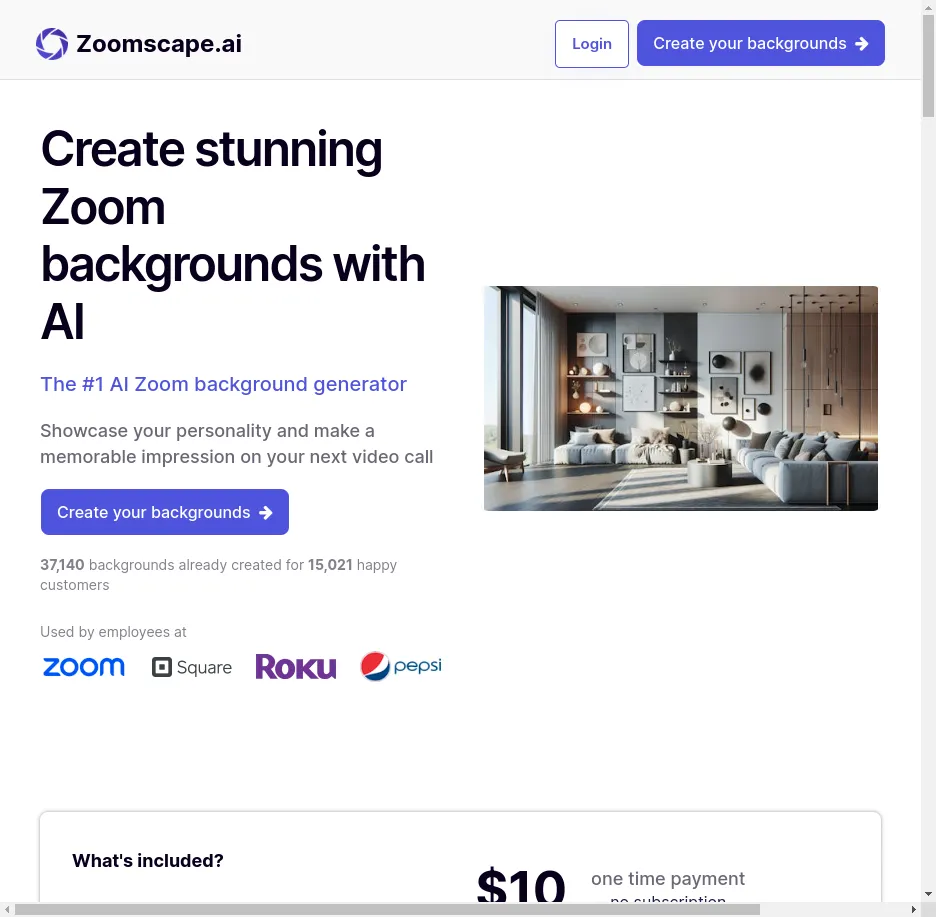 Zoomscape.ai
Login
Create your backgrounds
Create stunning
Zoom
backgrounds with
AI
The #1 AI Zoom background generator
Showcase your personality and make a
memorable impression on your next video call
Create your backgrounds
37,140 backgrounds already created for 15,021 happy
customers
Used by employees at
zoom
Square
Roku
pepsi
What's included?
$10
one time payment
no subscription